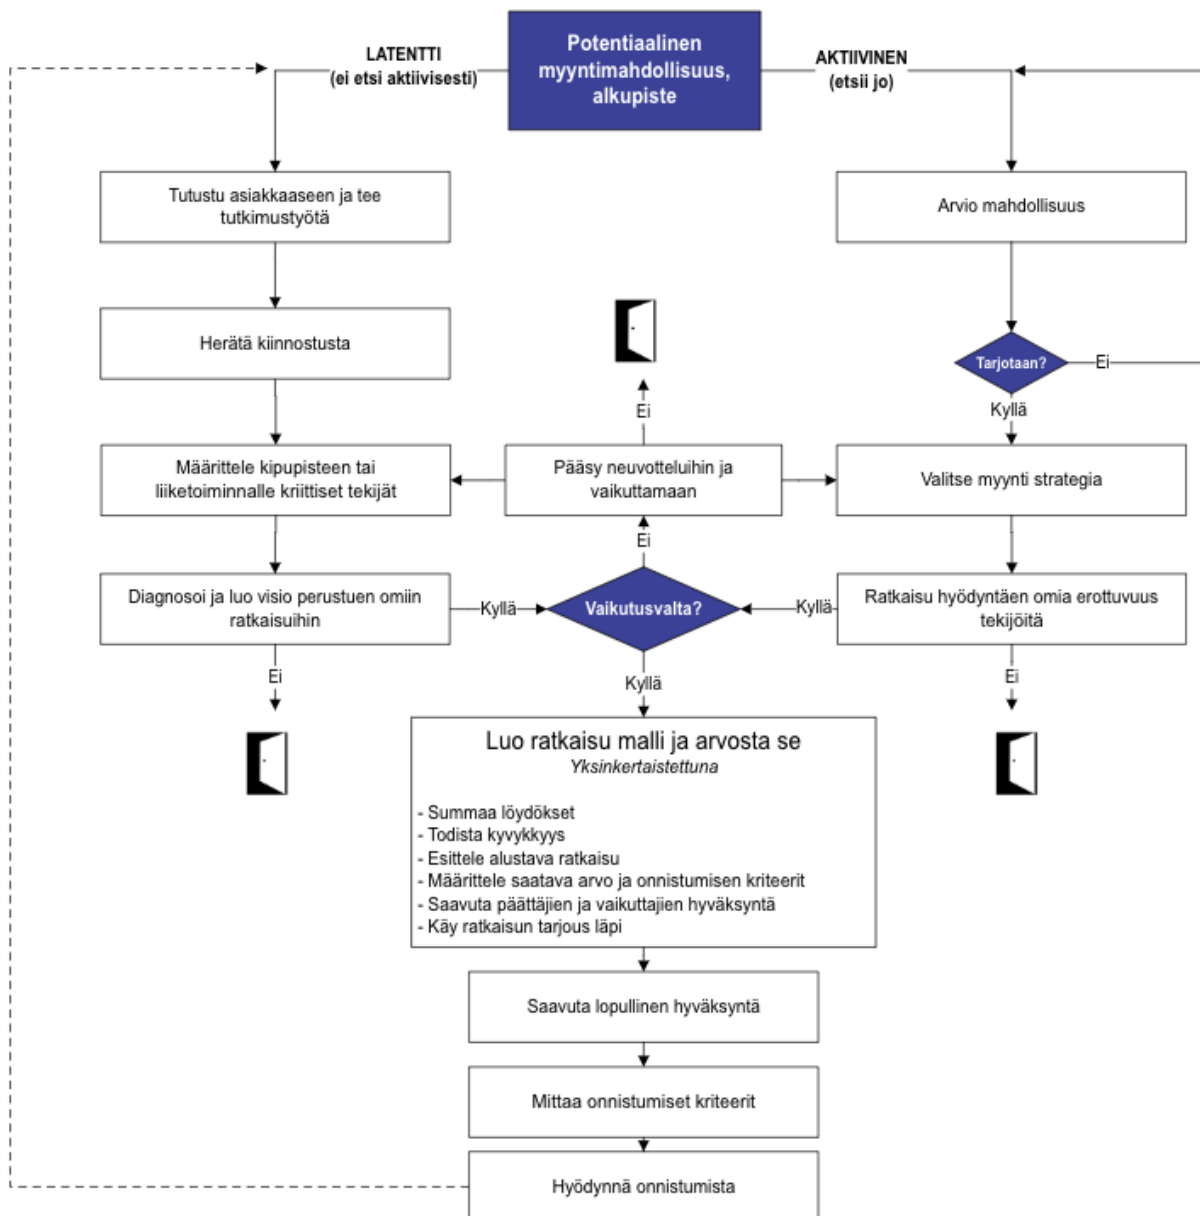 Potentiaalinen
myyntimahdollisuus,
alkupiste
LATENTTI
(ei etsi aktiivisesti)
AKTIIVINEN
(etsii jo)
Tutustu asiakkaaseen ja tee
tutkimustyötä
Arvio mahdollisuus
Herätä kiinnostusta
Tarjotaan?
Ei
Kyllä
Ei
Määrittele kipupisteen tai
liiketoiminnalle kriittiset tekijät
Pääsy neuvotteluihin ja
vaikuttamaan
Valitse myynti strategia
Ei
Diagnosoi ja luo visio perustuen omiin
ratkaisuihin
Kyllä
Vaikutusvalta?
Kyllä
Ratkaisu hyödyntäen omia erottuvuus
tekijöitä
Ei
Kyllä
Ei
Luo ratkaisu malli ja arvosta se
Yksinkertaistettuna
- Summaa löydökset
- Todista kyvykkyys
- Esittele alustava ratkaisu
- Määrittele saatava arvo ja onnistumisen kriteerit
- Saavuta päättäjien ja vaikuttajien hyväksyntä
- Käy ratkaisun tarjous läpi
Saavuta lopullinen hyväksyntä
Mittaa onnistumiset kriteerit
Hyödynnä onnistumista